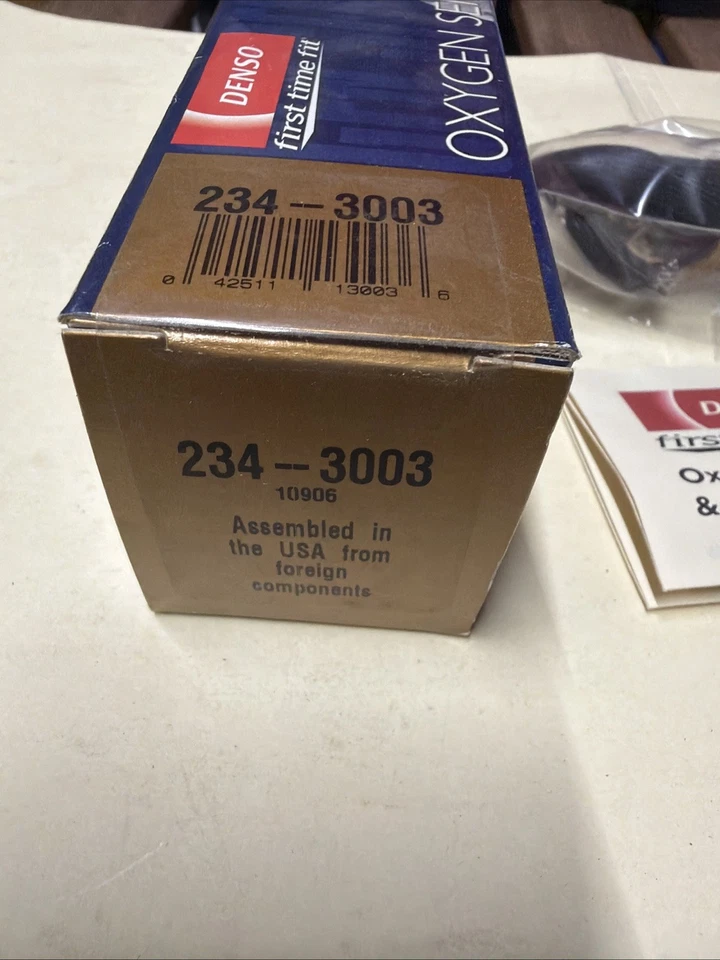 DENSO
first time fit
OXYGEN SE
234-3003
0 42511 13003 6
234-3003
10906
Assembled in
the USA from
foreign
components
D
firs
Ox
&